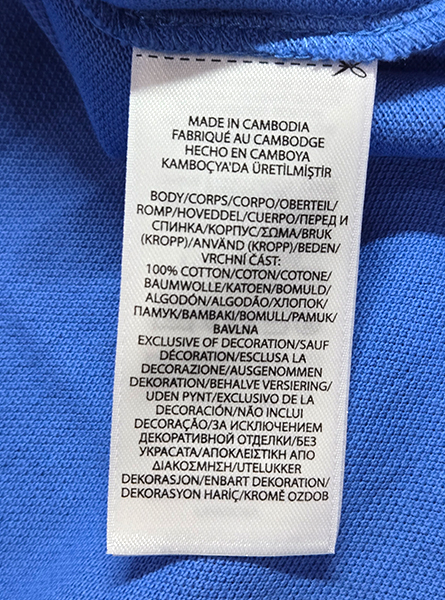 MADE IN CAMBODIA
FABRIQUÉ AU CAMBODGE
HECHO EN CAMBOYA
KAMBOÇYA'DA ÜRETİLMİŞTİR
BODY/CORPS/CORPO/OBERTEIL/
ROMP/HOVEDDEL/CUERPO/ПЕРЕД И
СПИНКА/КОРПУС/ΣΩΜΑ/BRUK
(KROPP)/ANVÄND (KROPP)/BEDEN/
VRCHNÍ ČÁST:
100% COTTON/COTON/COTONE/
BAUMWOLLE/KATOEN/BOMULD/
ALGODÓN/ALGODÃO/ХЛОПОК/
ПАМУК/ΒΑΜΒΑΚΙ/BOMULL/PAMUK/
BAVLNA
EXCLUSIVE OF DECORATION/SAUF
DÉCORATION/ESCLUSA LA
DECORAZIONE/AUSGENOMMEN
DEKORATION/BEHALVE VERSIERING/
UDEN PYNT/EXCLUSIVO DE LA
DECORACIÓN/NÃO INCLUI
DECORAÇÃO/ЗА ИСКЛЮЧЕНИЕМ
ДЕКОРАТИВНОЙ ОТДЕЛКИ/БЕЗ
УКРАСАТА/ΑΠΟΚΛΕΙΣΤΙΚΗ ΑΠΟ
ΔΙΑΚΟΣΜΗΣΗ/UTELUKKER
DEKORASJON/ENBART DEKORATION/
DEKORASYON HARİÇ/KROMĚ OZDOB